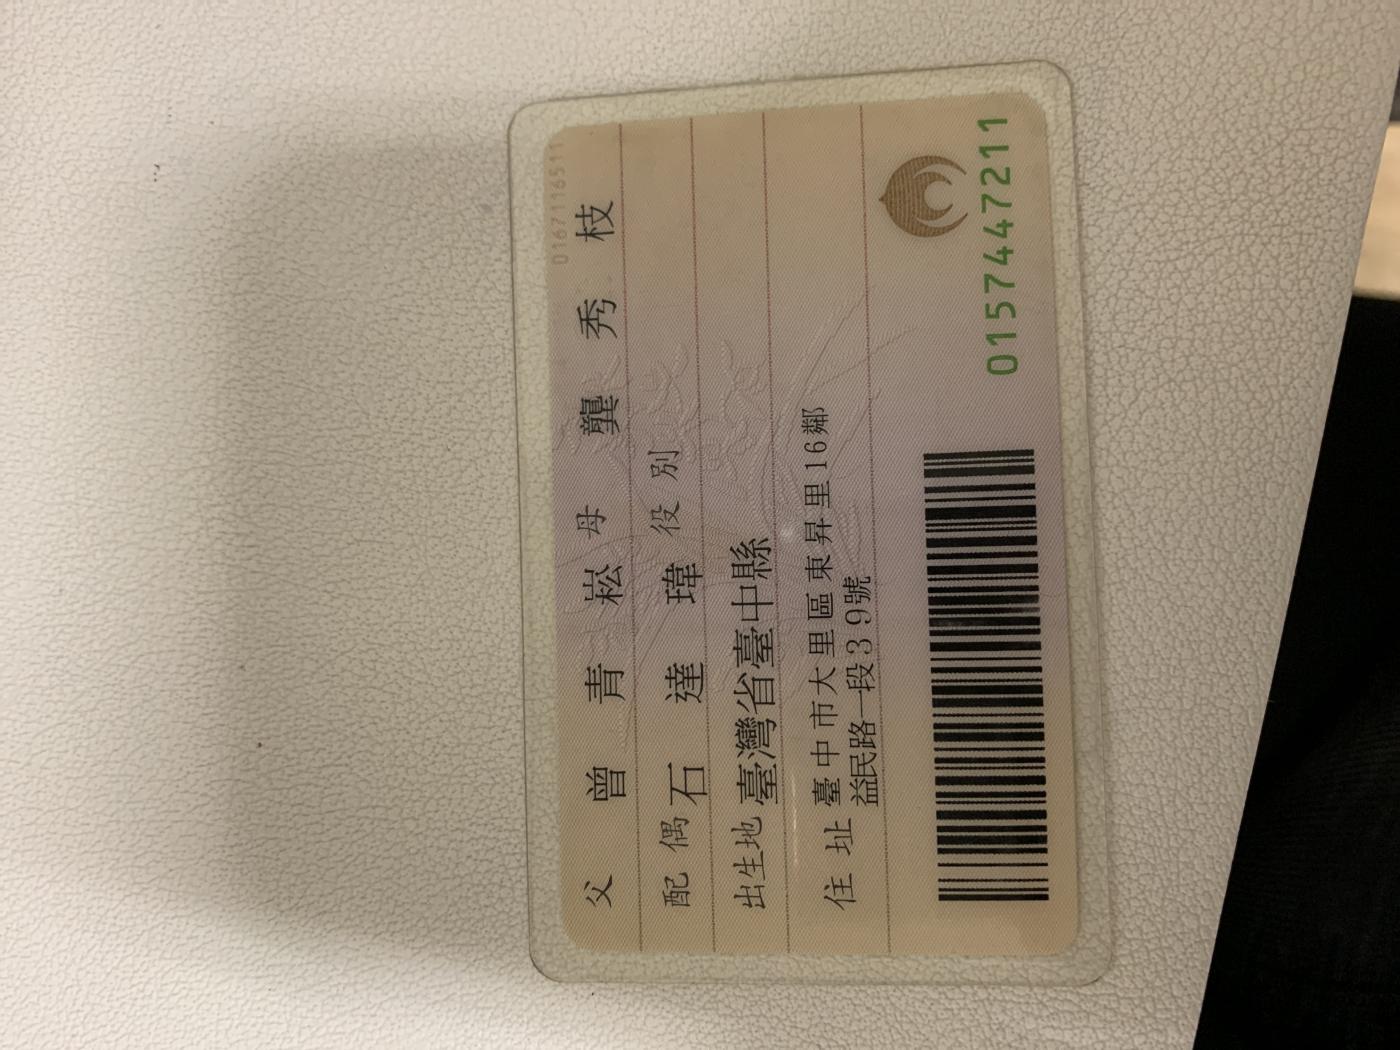 0167116511
父 曾 青 崧 母 龔 秀 枝
配偶 石 達 瑋 役別
出生地 臺灣省臺中縣
住址 臺中市大里區東昇里16鄰
益民路一段39號
0157447211